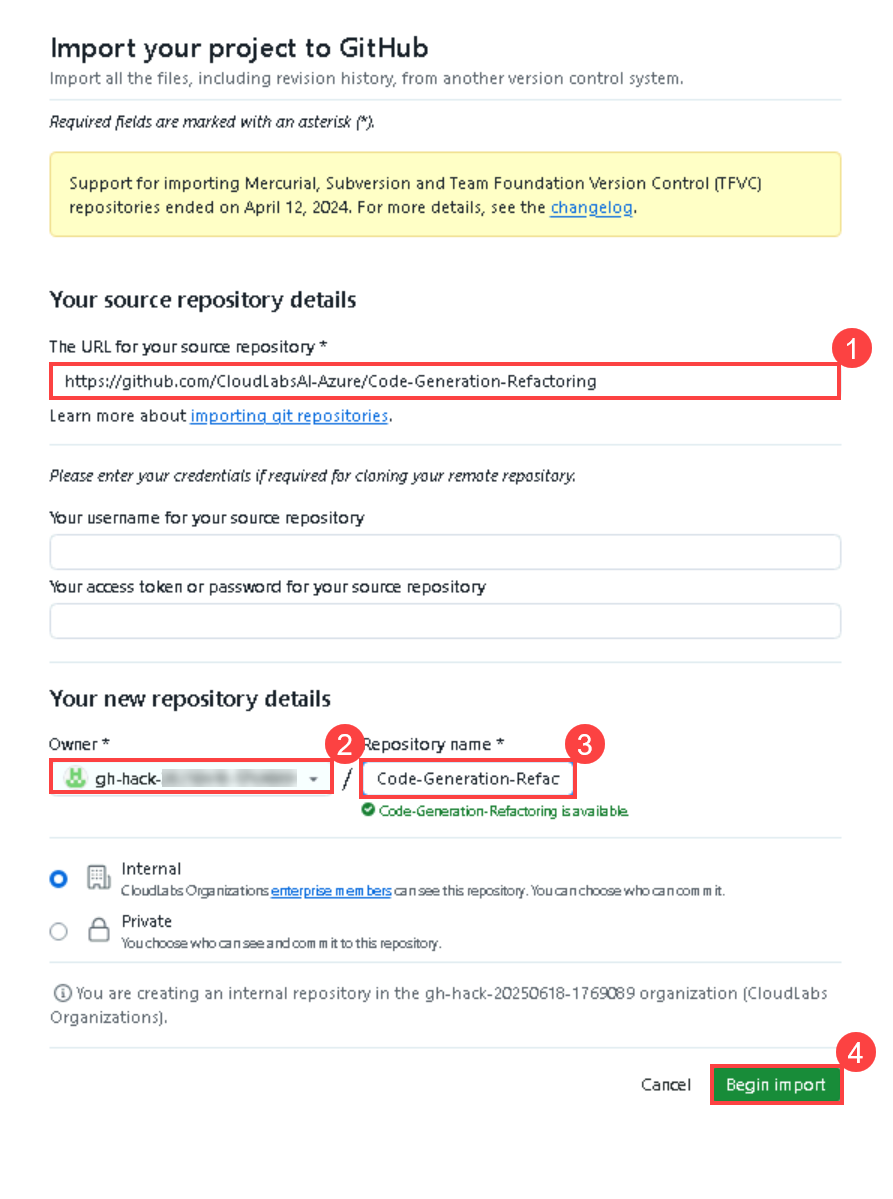 Import your project to GitHub
Import all the files, including revision history, from another version control system.
Required fields are marked with an asterisk (*).
Support for importing Mercurial, Subversion and Team Foundation Version Control (TFVC)
repositories ended on April 12, 2024. For more details, see the changelog.
Your source repository details
The URL for your source repository *
1
https://github.com/CloudLabsAI-Azure/Code-Generation-Refactoring
Learn more about importing git repositories.
Please enter your credentials if required for cloning your remote repository.
Your username for your source repository
Your access token or password for your source repository
Your new repository details
Owner * 2 Repository name * 3
gh-hack- / Code-Generation-Refac
Code-Generation-Refactoring is available.
Internal
CloudLabs Organizations enterprise members can see this repository. You can choose who can commit.
Private
You choose who can see and commit to this repository.
You are creating an internal repository in the gh-hack-20250618-1769089 organization (CloudLabs
Organizations).
4
Cancel Begin import